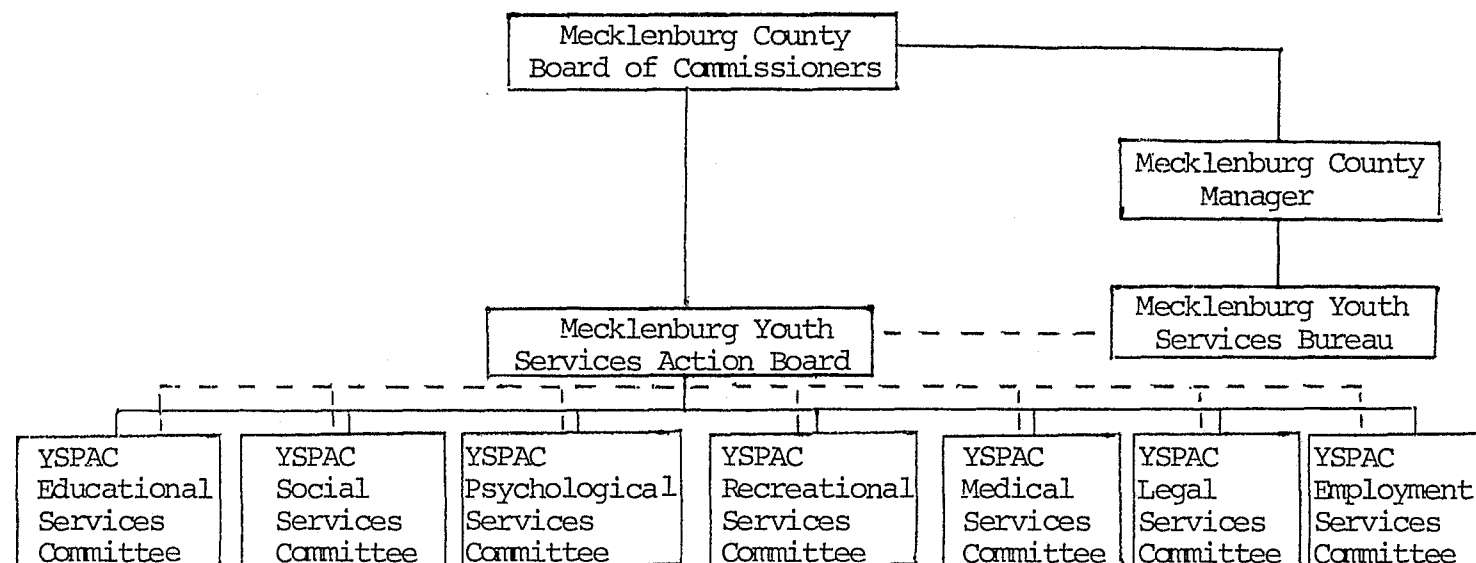 Mecklenburg County
Board of Commissioners
Mecklenburg County
Manager
Mecklenburg Youth
Services Bureau
Mecklenburg Youth
Services Action Board
YSPAC
Educational
Services
Committee
YSPAC
Social
Services
Committee
YSPAC
Psychological
Services
Committee
YSPAC
Recreational
Services
Committee
YSPAC
Medical
Services
Committee
YSPAC
Legal
Services
Committee
YSPAC
Employment
Services
Committee